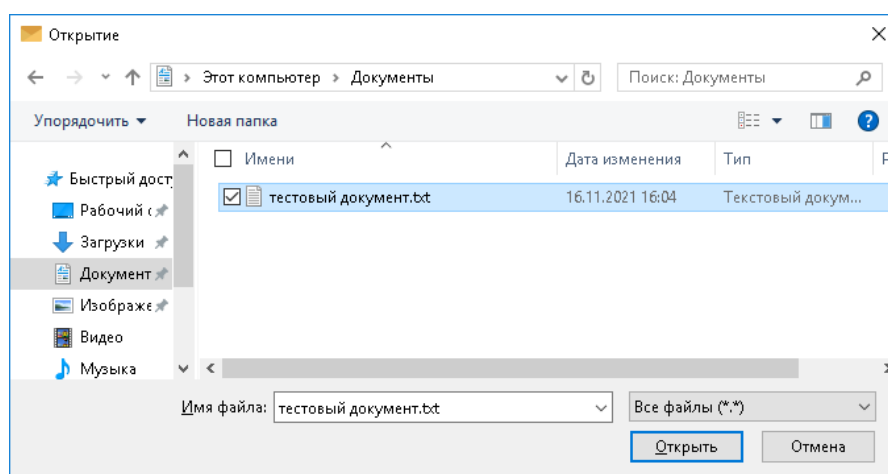 Открытие
Этот компьютер Документы Поиск: Документы
Упорядочить Новая папка
Имени Дата изменения Тип
Быстрый дост
Рабочий с
Загрузки
Документ
Изображе
Видео
Музыка
тестовый документ.txt 16.11.2021 16:04 Текстовый докум...
Имя файла: тестовый документ.txt Все файлы (*.*)
Открыть Отмена